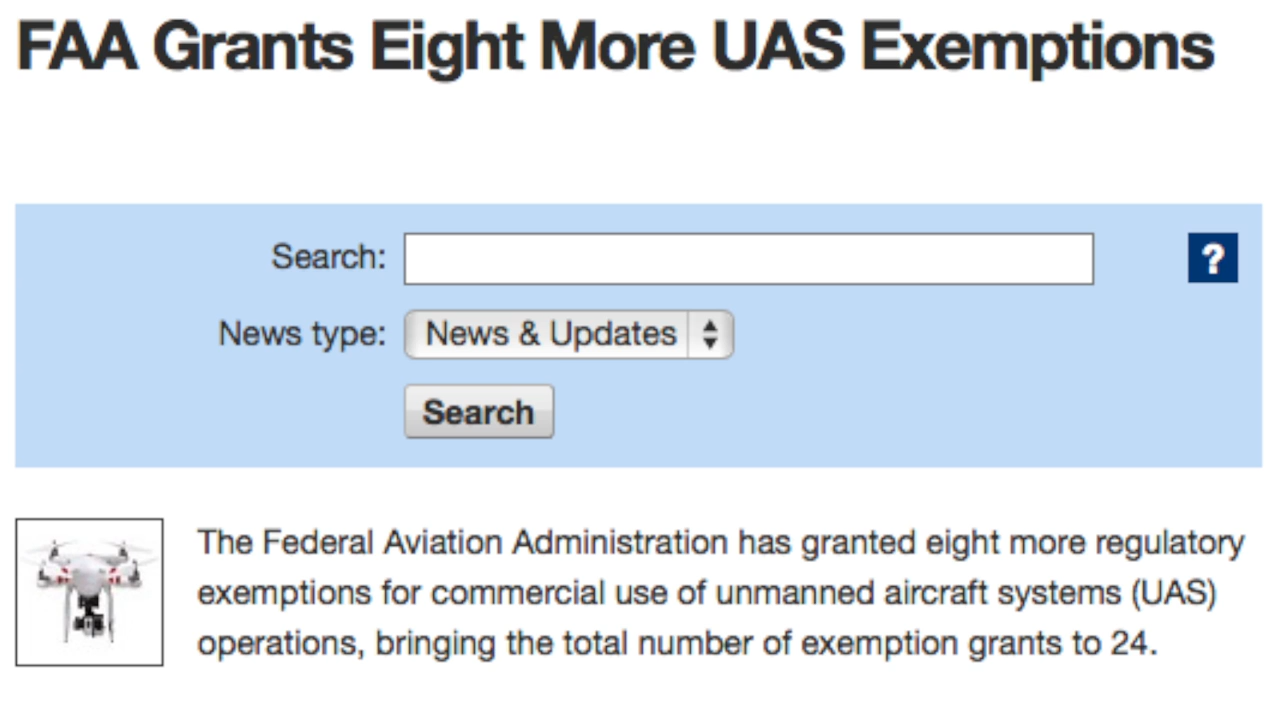 FAA Grants Eight More UAS Exemptions
Search:
?
News type: News & Updates
Search
The Federal Aviation Administration has granted eight more regulatory
exemptions for commercial use of unmanned aircraft systems (UAS)
operations, bringing the total number of exemption grants to 24.